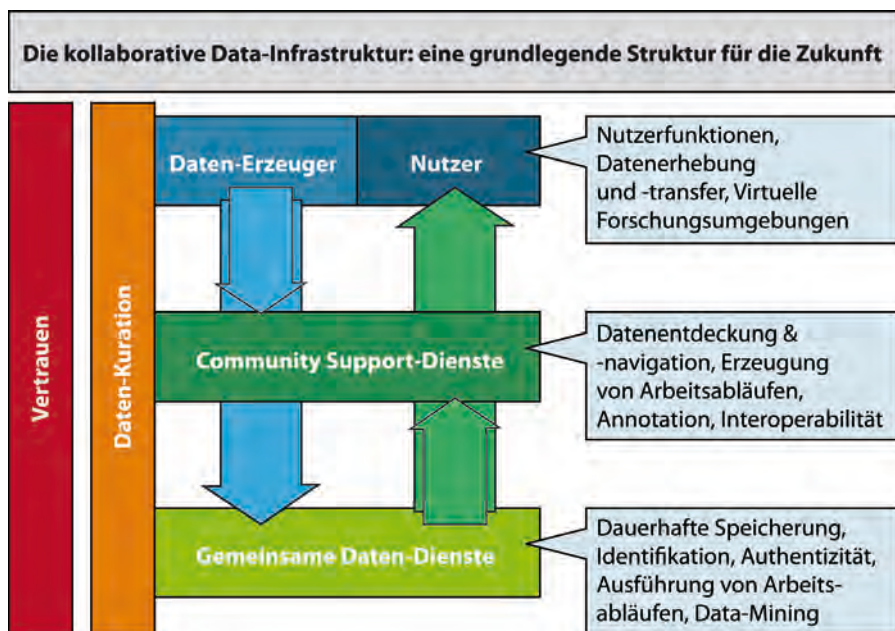 Die kollaborative Data-Infrastruktur: eine grundlegende Struktur für die Zukunft
Vertrauen
Daten-Kuration
Daten-Erzeuger
Nutzer
Nutzerfunktionen,
Datenerhebung
und -transfer, Virtuelle
Forschungsumgebungen
Community Support-Dienste
Datenentdeckung &
-navigation, Erzeugung
von Arbeitsabläufen,
Annotation, Interoperabilität
Gemeinsame Daten-Dienste
Dauerhafte Speicherung,
Identifikation, Authentizität,
Ausführung von Arbeits-
abläufen, Data-Mining